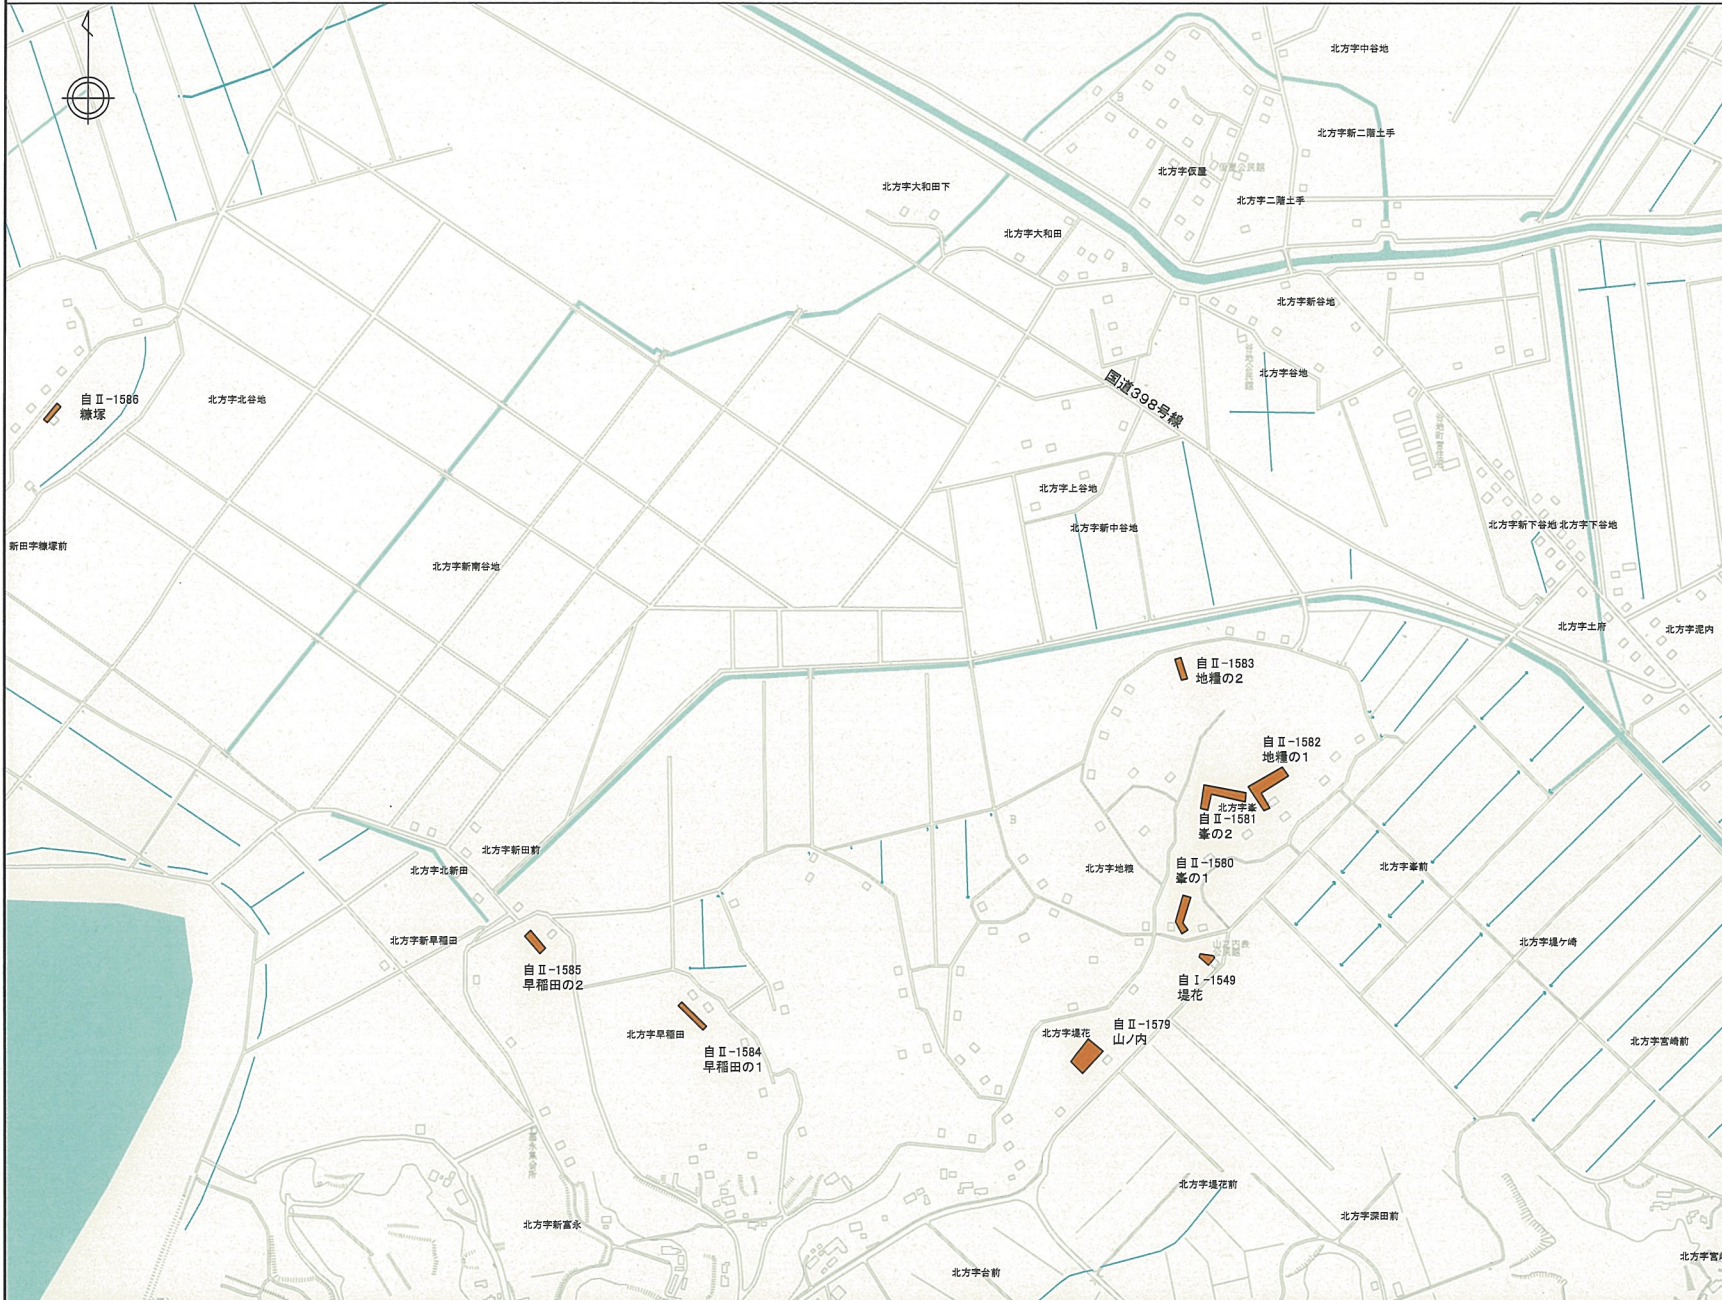 北方字中谷地
北方字新二階土手
北方字仮屋
北方字大和田下
北方字二階土手
北方字大和田
北方字新谷地
北方字谷地
国道398号線
自Ⅱ-1586
糠塚
北方字北谷地
北方字上谷地
北方字新中谷地
北方字新下谷地
北方字下谷地
新田字糠塚前
北方字新南谷地
北方字土府
北方字泥内
自Ⅱ-1583
地糧の2
自Ⅱ-1582
地糧の1
北方字峯
自Ⅱ-1581
峯の2
自Ⅱ-1580
峯の1
北方字地粮
北方字峯前
北方字新田前
北方字北新田
北方字新早稲田
北方字堤ケ崎
自Ⅱ-1585
早稲田の2
自Ⅰ-1549
堤花
北方字早稲田
自Ⅱ-1584
早稲田の1
北方字堤花
自Ⅱ-1579
山ノ内
北方字宮崎前
北方字堤花前
北方字深田前
北方字新富永
北方字台前
北方字宮